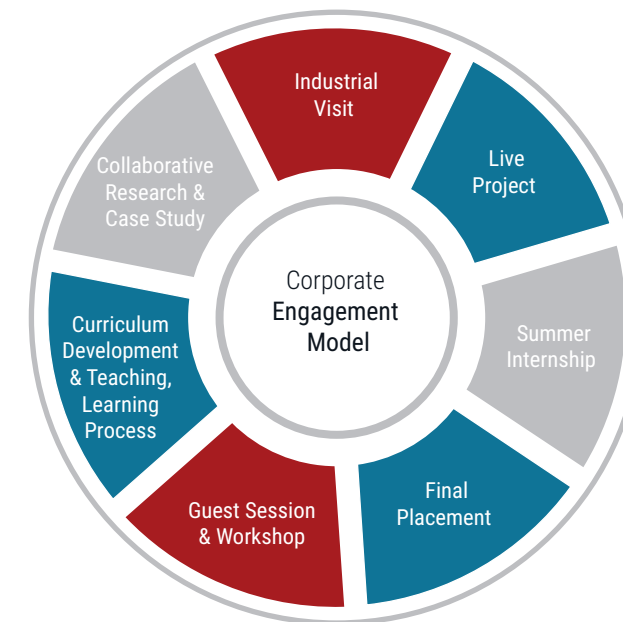 Industrial
Visit
Live
Project
Summer
Internship
Final
Placement
Guest Session
& Workshop
Curriculum
Development
& Teaching,
Learning
Process
Collaborative
Research &
Case Study
Corporate
Engagement
Model